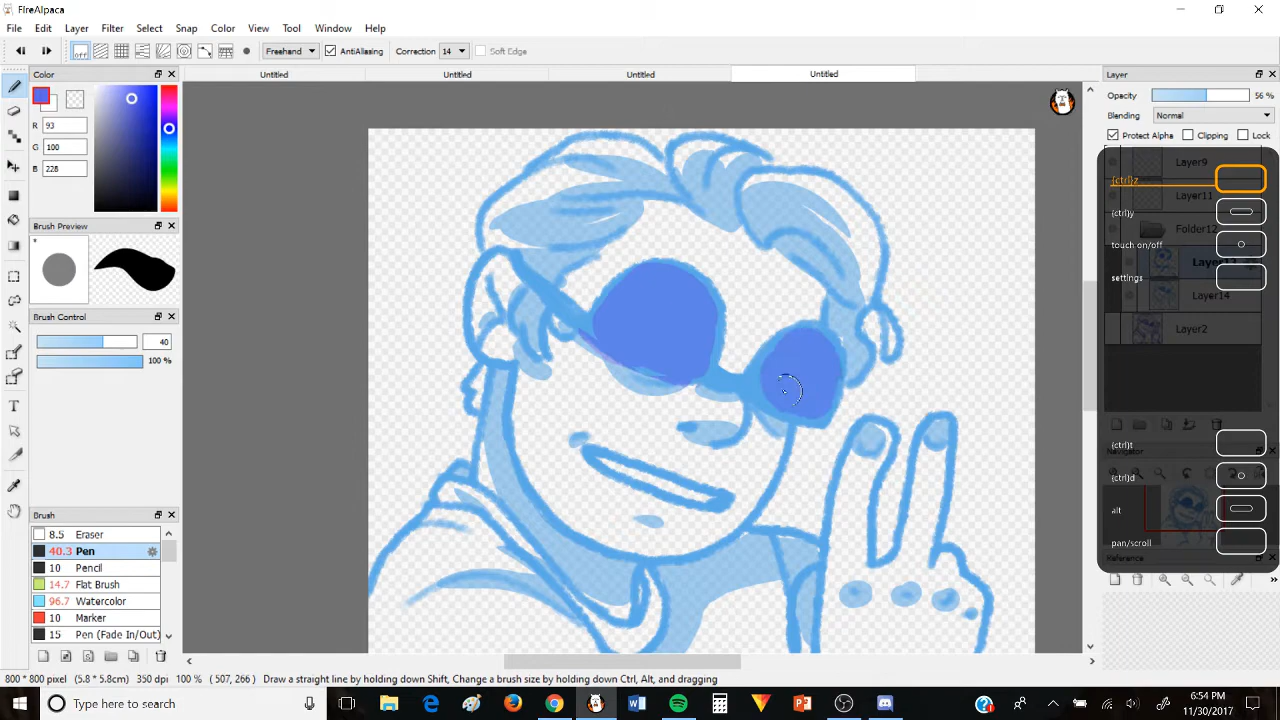 FireAlpaca
File Edit Layer Filter Select Snap Color View Tool Window Help
off Freehand AntiAliasing Correction 14 Soft Edge
Color
Untitled Untitled Untitled Untitled
Layer
Opacity 56 %
Blending Normal
Protect Alpha Clipping Lock
R 93
G 100
B 228
Layer9
{ctrl}z
Layer11
{ctrl}y
Folder12
touch on/off
settings
Layer14
Layer2
Brush Preview
*
Brush Control
40
100 %
{ctrl}t
Navigator
{ctrl}d
alt
pan/scroll
Reference
Brush
8.5 Eraser
40.3 Pen
10 Pencil
14.7 Flat Brush
96.7 Watercolor
10 Marker
15 Pen (Fade In/Out)
800 * 800 pixel (5.8 * 5.8cm) 350 dpi 100 % ( 507, 266 ) Draw a straight line by holding down Shift, Change a brush size by holding down Ctrl, Alt, and dragging
Type here to search
6:54 PM
11/30/2017